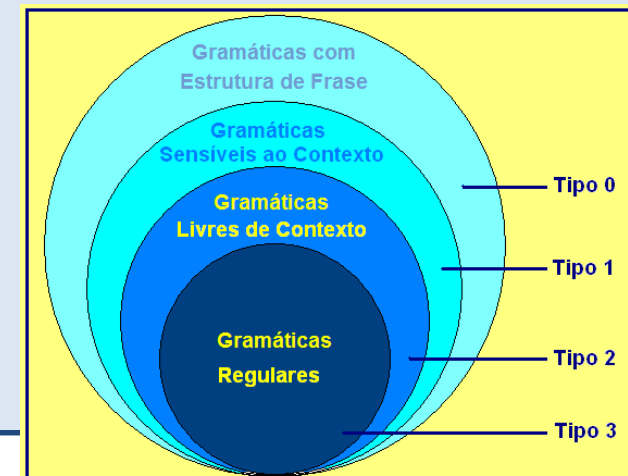 Gramáticas com
Estrutura de Frase
Gramáticas
Sensíveis ao Contexto
Gramáticas
Livres de Contexto
Gramáticas
Regulares
Tipo 0
Tipo 1
Tipo 2
Tipo 3